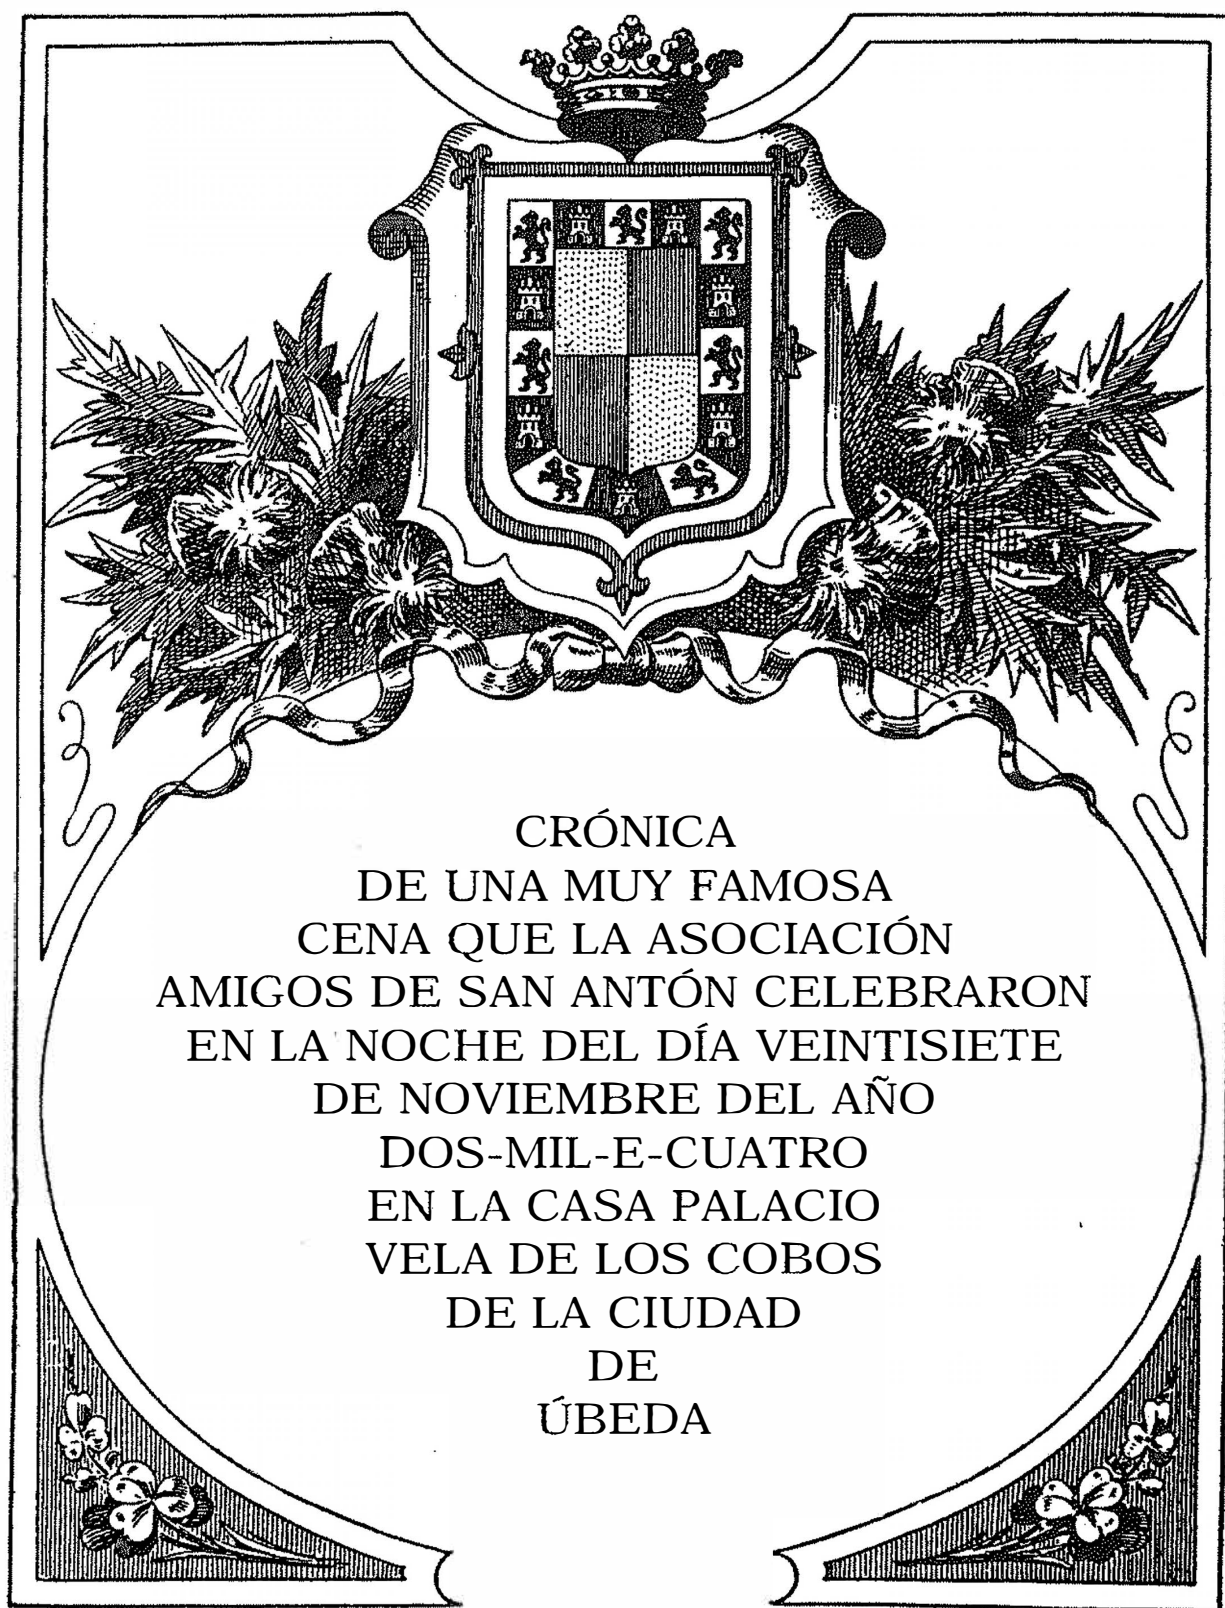 CRÓNICA
DE UNA MUY FAMOSA
CENA QUE LA ASOCIACIÓN
AMIGOS DE SAN ANTÓN CELEBRARON
EN LA NOCHE DEL DÍA VEINTISIETE
DE NOVIEMBRE DEL AÑO
DOS-MIL-E-CUATRO
EN LA CASA PALACIO
VELA DE LOS COBOS
DE LA CIUDAD
DE
ÚBEDA